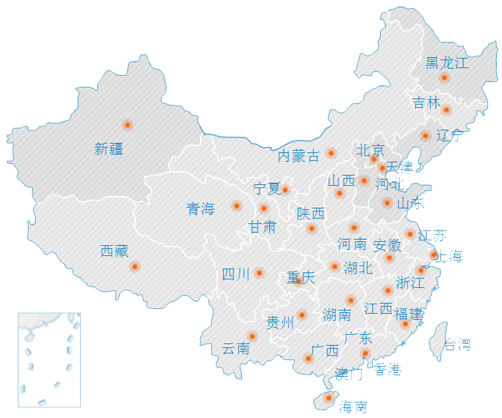 黑龙江
吉林
辽宁
北京
天津
内蒙古
新疆
山西
河北
宁夏
山东
青海
陕西
甘肃
江苏
河南
安徽
西藏
上海
四川
重庆
湖北
浙江
湖南
江西
福建
贵州
云南
广东
台湾
广西
澳门
香港
海南